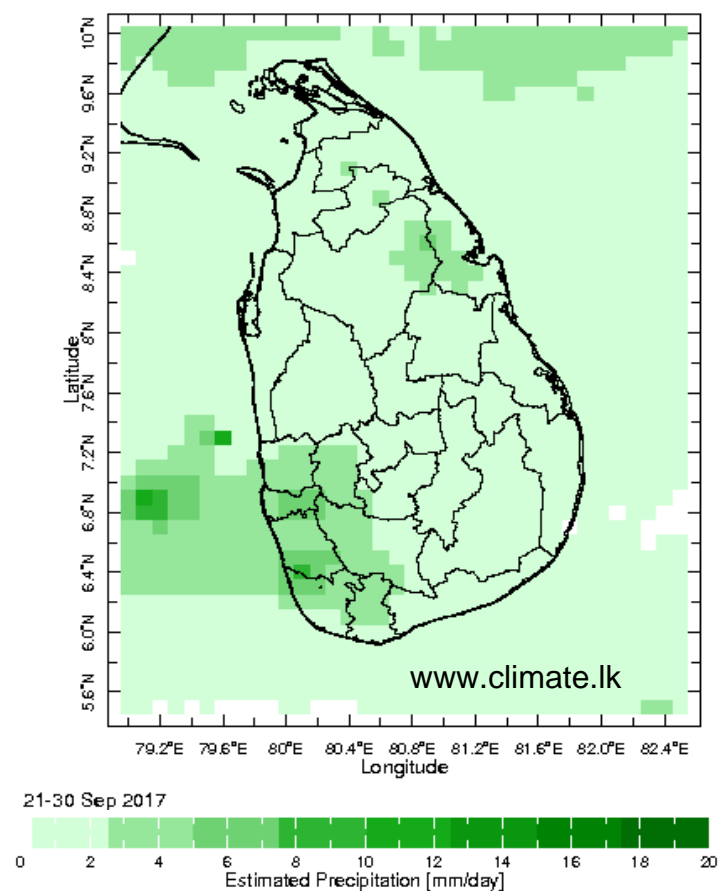 10°N
9.6°N
9.2°N
8.8°N
8.4°N
8°N
7.6°N
7.2°N
6.8°N
6.4°N
6.0°N
5.6°N
Latitude
www.climate.lk
79.2°E 79.6°E 80°E 80.4°E 80.8°E 81.2°E 81.6°E 82.0°E 82.4°E
Longitude
21-30 Sep 2017
0 2 4 6 8 10 12 14 16 18 20
Estimated Precipitation [mm/day]